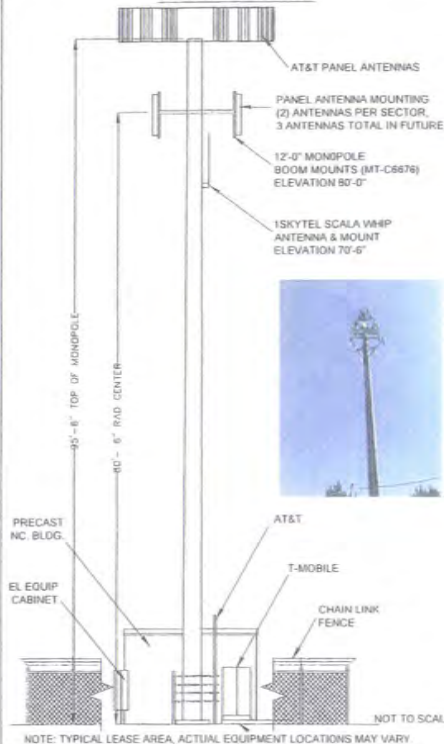 AT&T PANEL ANTENNAS
PANEL ANTENNA MOUNTING
(2) ANTENNAS PER SECTOR,
3 ANTENNAS TOTAL IN FUTURE
12'-0" MONOPOLE
BOOM MOUNTS (MT-C6676)
ELEVATION 80'-0"
1SKYTEL SCALA WHIP
ANTENNA & MOUNT
ELEVATION 70'-6"
95'-6" TOP OF MONOPOLE
80'- 6" RAD CENTER
PRECAST
NC. BLDG.
AT&T
EL EQUIP
CABINET
T-MOBILE
CHAIN LINK
FENCE
NOT TO SCAL
NOTE: TYPICAL LEASE AREA, ACTUAL EQUIPMENT LOCATIONS MAY VARY